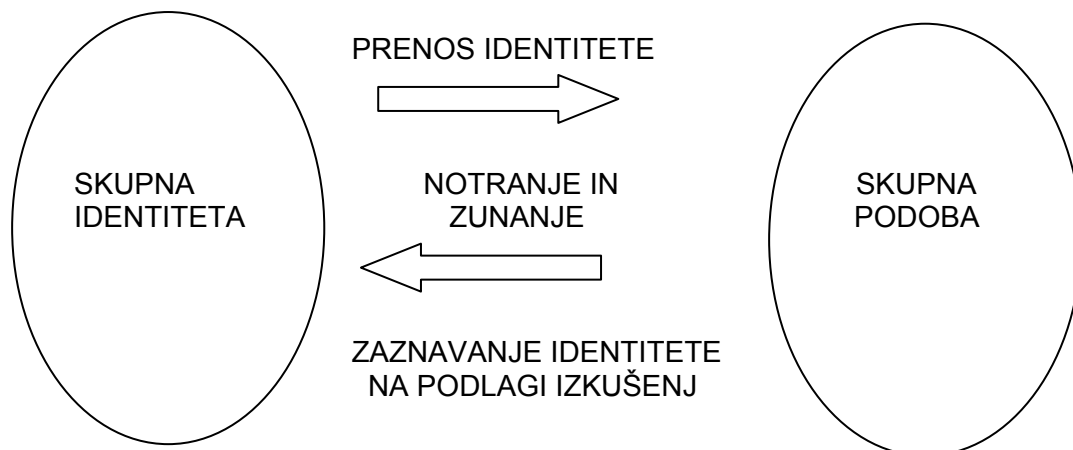 PRENOS IDENTITETE
SKUPNA
IDENTITETA
NOTRANJE IN
ZUNANJE
SKUPNA
PODOBA
ZAZNAVANJE IDENTITETE
NA PODLAGI IZKUŠENJ